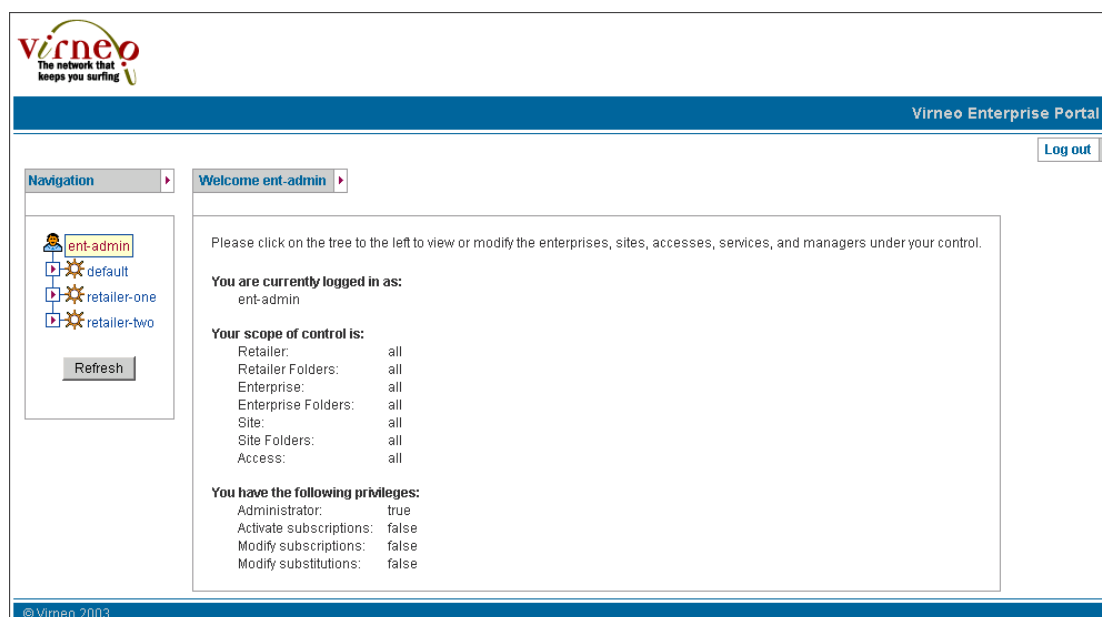 Virneo
The network that
keeps you surfing
Virneo Enterprise Portal
Log out
Navigation
Welcome ent-admin
ent-admin
default
retailer-one
retailer-two
Refresh
Please click on the tree to the left to view or modify the enterprises, sites, accesses, services, and managers under your control.
You are currently logged in as:
ent-admin
Your scope of control is:
Retailer: all
Retailer Folders: all
Enterprise: all
Enterprise Folders: all
Site: all
Site Folders: all
Access: all
You have the following privileges:
Administrator: true
Activate subscriptions: false
Modify subscriptions: false
Modify substitutions: false
© Virneo 2003